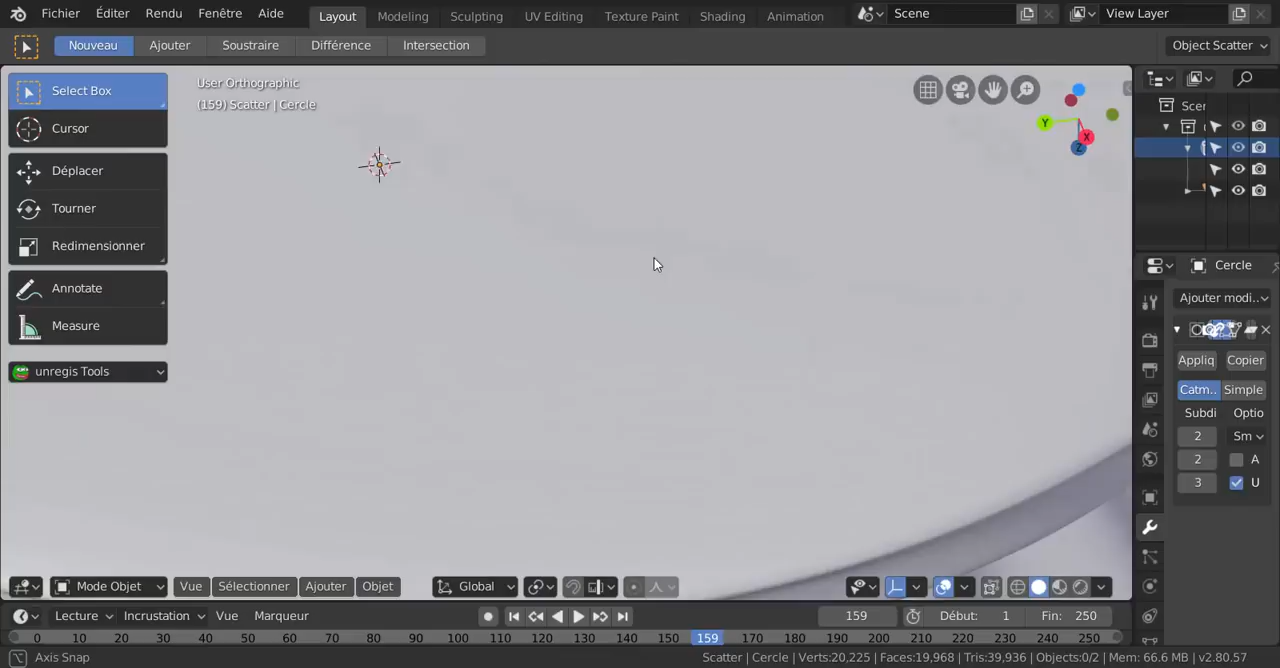 Fichier Éditer Rendu Fenêtre Aide Layout Modeling Sculpting UV Editing Texture Paint Shading Animation Scene View Layer
Nouveau Ajouter Soustraire Différence Intersection Object Scatter
Select Box
Cursor
Déplacer
Tourner
Redimensionner
Annotate
Measure
unregis Tools
User Orthographic
(159) Scatter | Cercle
Y
X
Z
Scer
Cercle
Ajouter modi..
Appliq Copier
Catm.. Simple
Subdi Optio
2 Sm
2 A
3 U
Mode Objet Vue Sélectionner Ajouter Objet Global
Lecture Incrustation Vue Marqueur 159 Début: 1 Fin: 250
0 10 20 30 40 50 60 70 80 90 100 110 120 130 140 150 159 170 180 190 200 210 220 230 240 250
Axis Snap Scatter | Cercle | Verts:20,225 | Faces:19,968 | Tris:39,936 | Objects:0/2 | Mem: 66.6 MB | v2.80.57